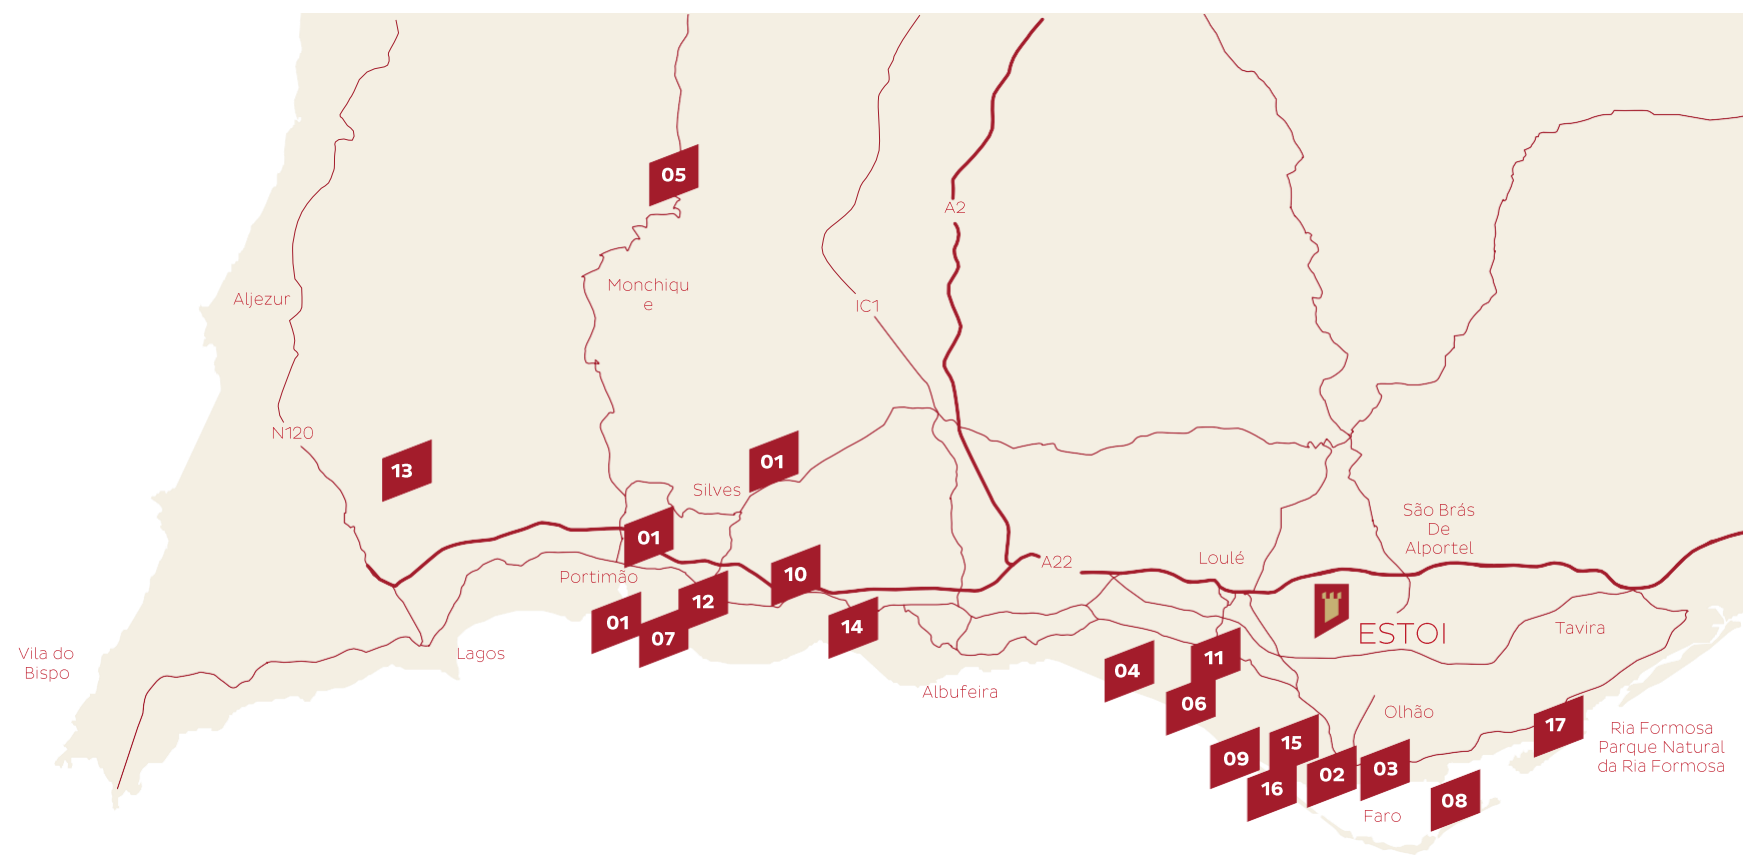 05
A2
Monchiqu
e
Aljezur
IC1
N120
13
01
Silves
São Brás
De
Alportel
01
A22
Loulé
Portimão
10
12
01
07
14
ESTOI
Tavira
Vila do
Bispo
Lagos
11
04
06
Albufeira
Olhão
17
Ria Formosa
Parque Natural
da Ria Formosa
15
09
02
03
16
08
Faro